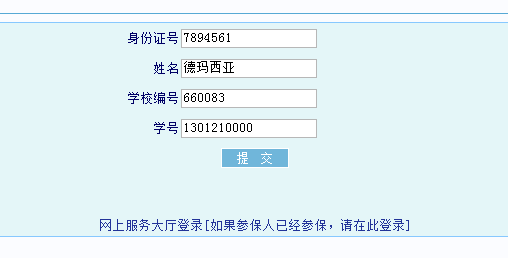 身份证号 7894561
姓名 德玛西亚
学校编号 660083
学号 1301210000
提 交
网上服务大厅登录[如果参保人已经参保，请在此登录]